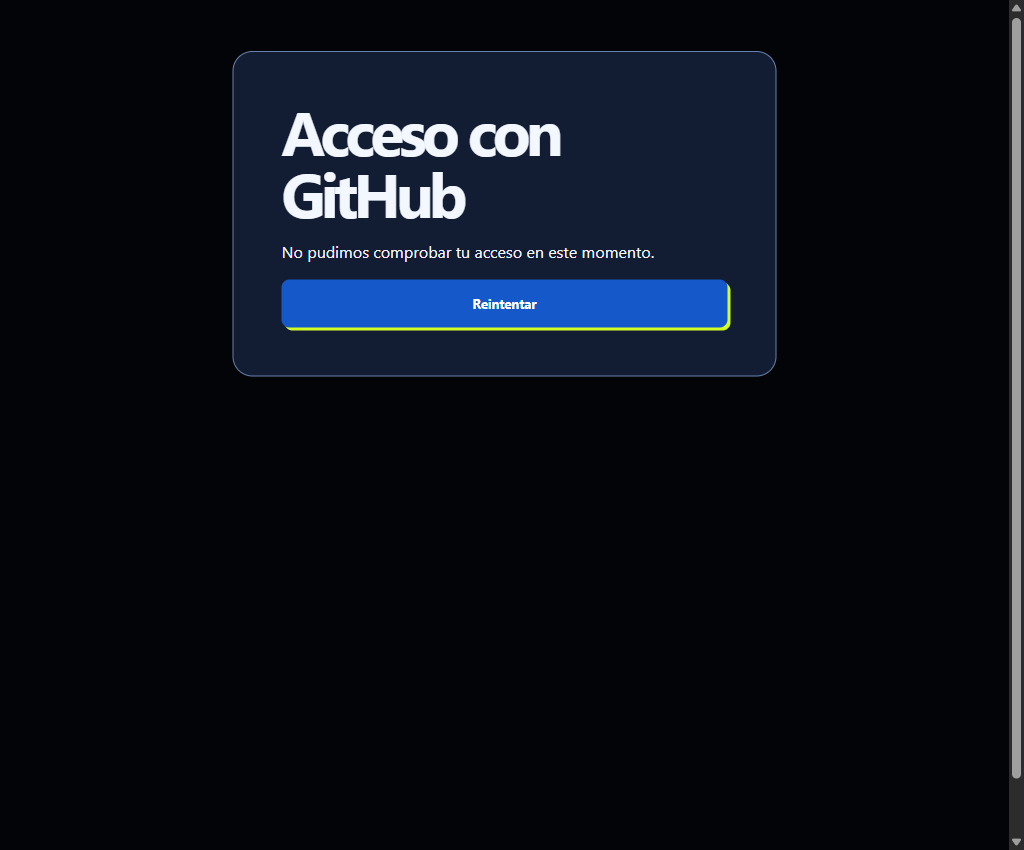 Acceso con
GitHub
No pudimos comprobar tu acceso en este momento.
Reintentar